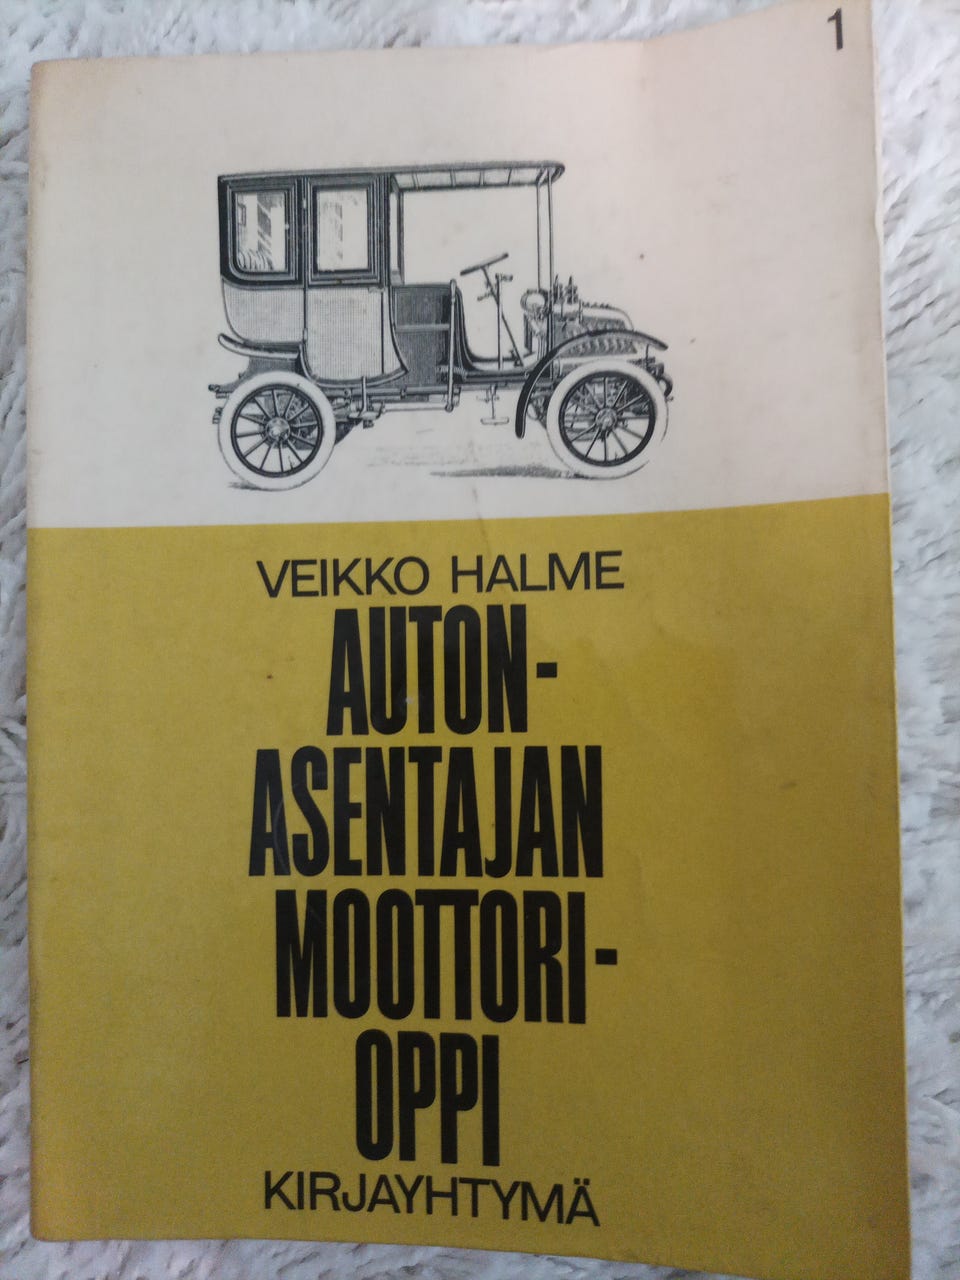 1
VEIKKO HALME
AUTON-
ASENTAJAN
MOOTTORI-
OPPI
KIRJAYHTYMÄ